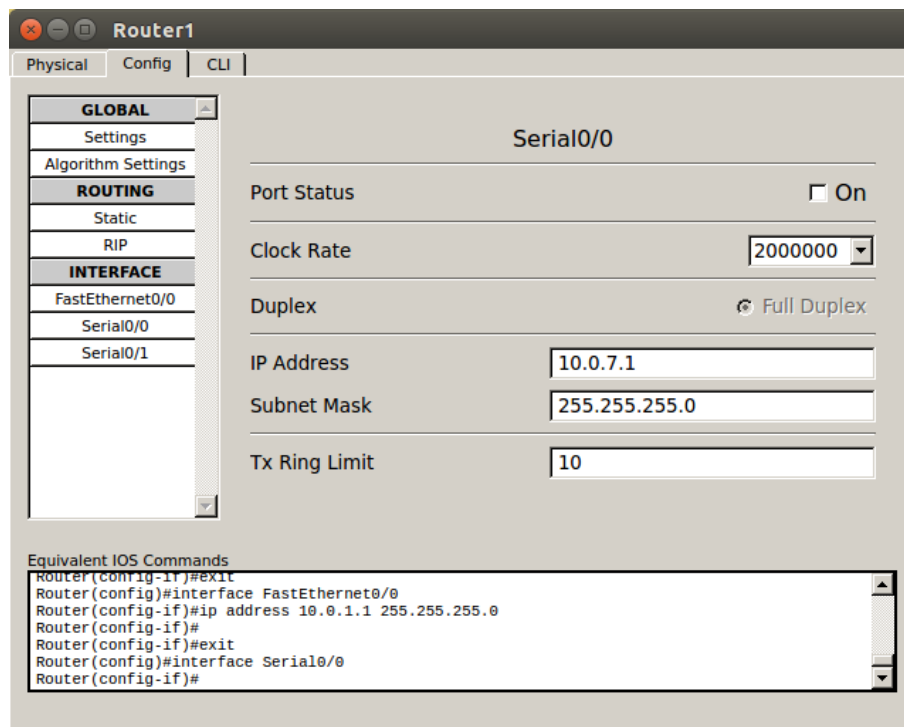 Router1
Physical Config CLI
GLOBAL
Settings
Algorithm Settings
ROUTING
Static
RIP
INTERFACE
FastEthernet0/0
Serial0/0
Serial0/1
Serial0/0
Port Status On
Clock Rate 2000000
Duplex Full Duplex
IP Address 10.0.7.1
Subnet Mask 255.255.255.0
Tx Ring Limit 10
Equivalent IOS Commands
Router(config-if)#exit
Router(config)#interface FastEthernet0/0
Router(config-if)#ip address 10.0.1.1 255.255.255.0
Router(config-if)#
Router(config-if)#exit
Router(config)#interface Serial0/0
Router(config-if)#